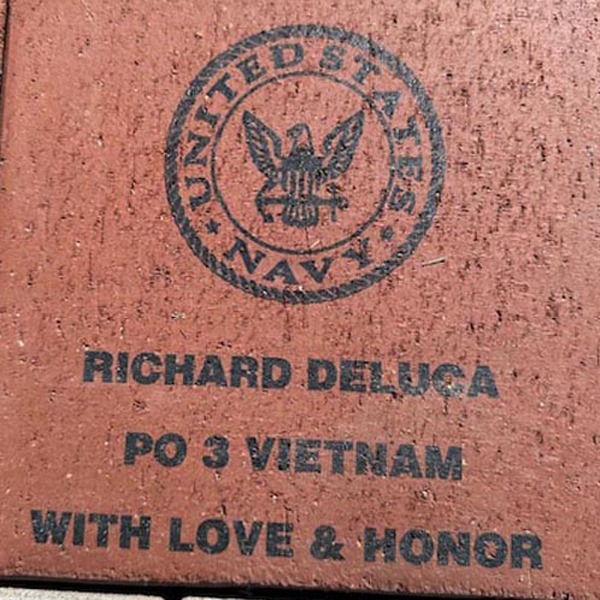 UNITED STATES
NAVY
RICHARD DELUCA
PO 3 VIETNAM
WITH LOVE & HONOR